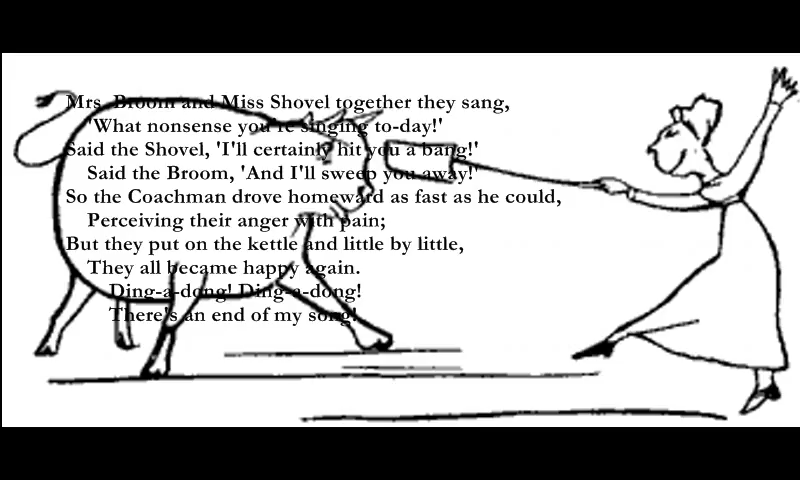 Mrs. Broom and Miss Shovel together they sang,
'What nonsense you're singing to-day!'
Said the Shovel, 'I'll certainly hit you a bang!'
Said the Broom, 'And I'll sweep you away!'
So the Coachman drove homeward as fast as he could,
Perceiving their anger with pain;
But they put on the kettle and little by little,
They all became happy again.
Ding-a-dong! Ding-a-dong!
There's an end of my song!